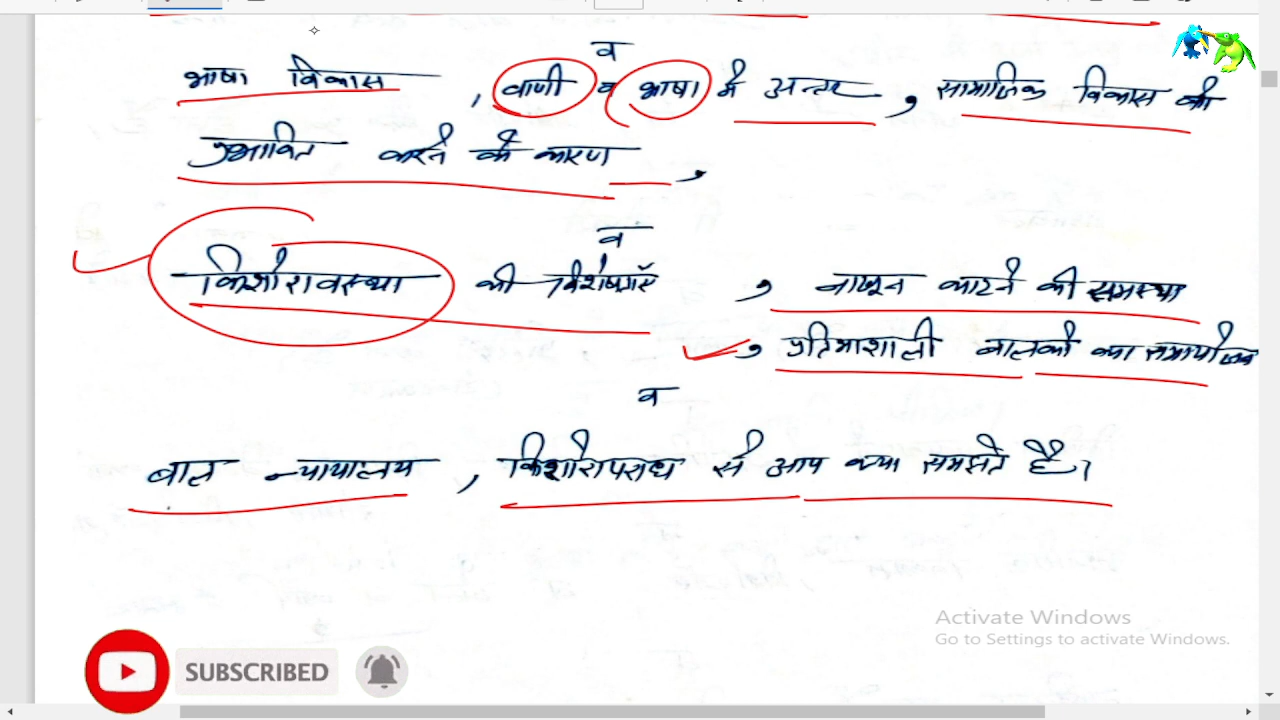 व
भाषा विकास , वाणी व भाषा में अन्तर , सामाजिक विकास को
प्रभावित करने के कारण ,
व
किशोरावस्था की विशेषताएँ , नाखून काटने की समस्या
, प्रतिभाशाली बालकों का समायोजन
व
बाल न्यायालय , किशोरापराध से आप क्या समझते है।
Activate Windows
Go to Settings to activate Windows.
SUBSCRIBED